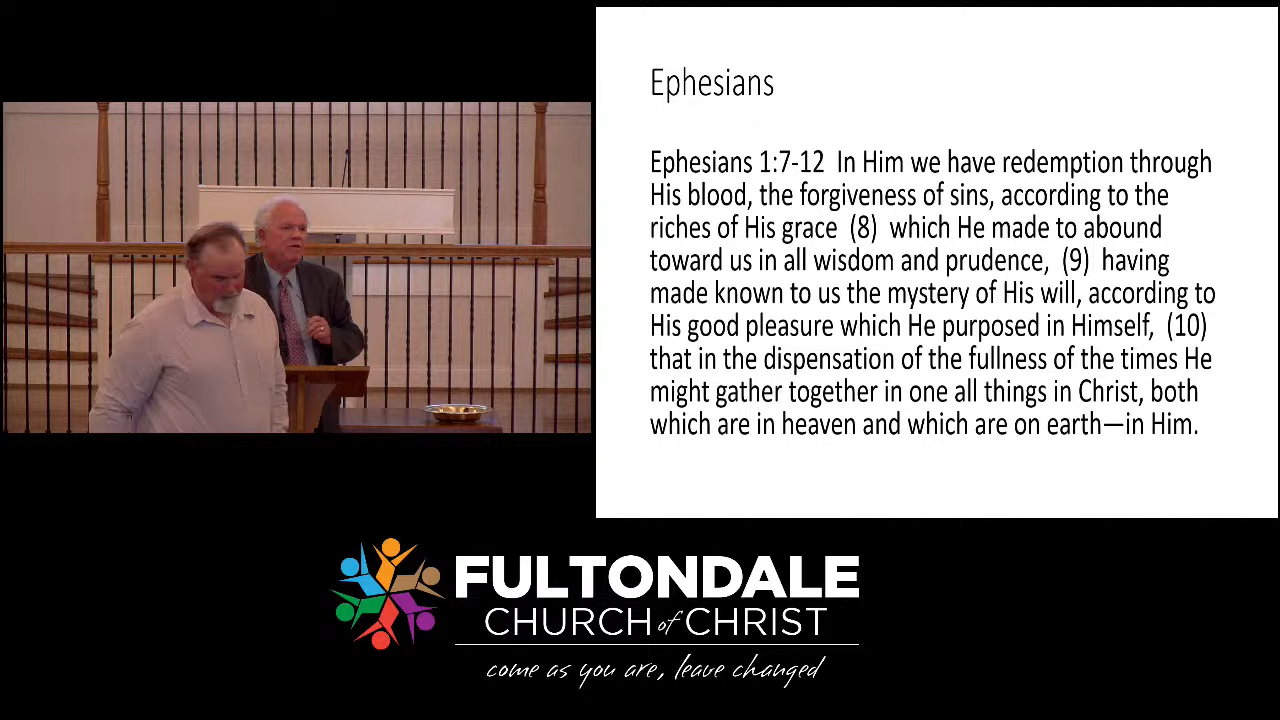 Ephesians
Ephesians 1:7-12 In Him we have redemption through
His blood, the forgiveness of sins, according to the
riches of His grace (8) which He made to abound
toward us in all wisdom and prudence, (9) having
made known to us the mystery of His will, according to
His good pleasure which He purposed in Himself, (10)
that in the dispensation of the fullness of the times He
might gather together in one all things in Christ, both
which are in heaven and which are on earth—in Him.
FULTONDALE
CHURCH of CHRIST
come as you are, leave changed